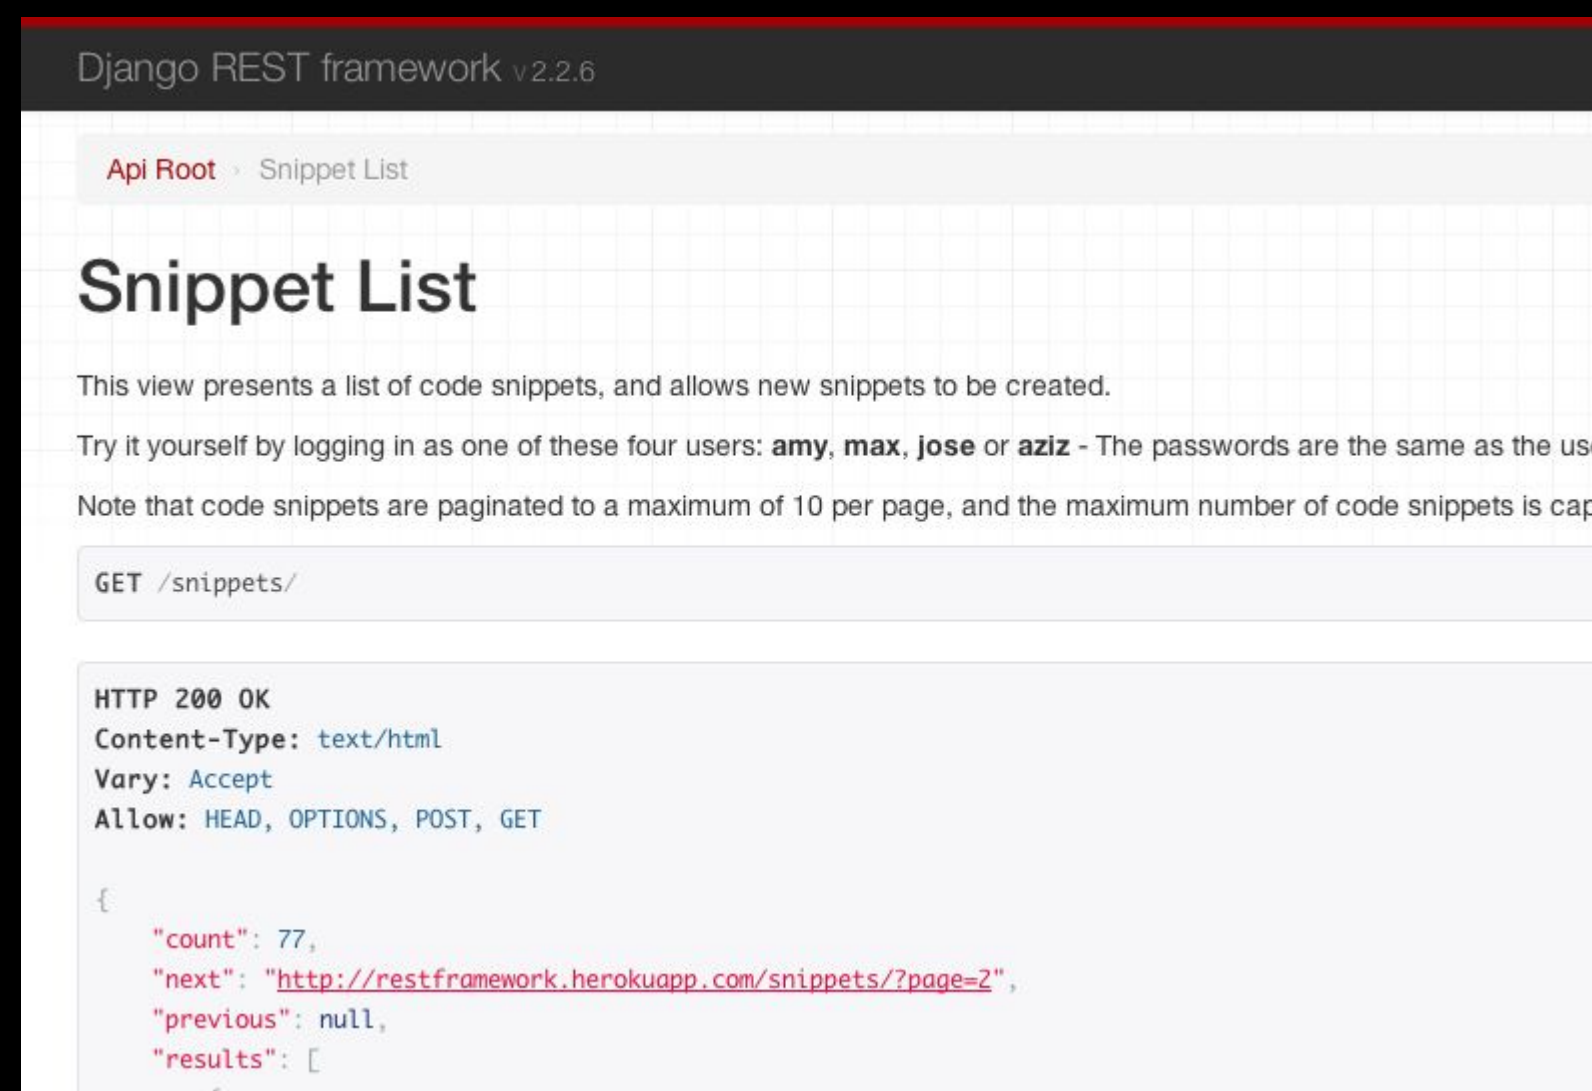 Django REST framework v 2.2.6
Api Root › Snippet List
Snippet List
This view presents a list of code snippets, and allows new snippets to be created.
Try it yourself by logging in as one of these four users: amy, max, jose or aziz - The passwords are the same as the
Note that code snippets are paginated to a maximum of 10 per page, and the maximum number of code snippets is
GET /snippets/
HTTP 200 OK
Content-Type: text/html
Vary: Accept
Allow: HEAD, OPTIONS, POST, GET
{
"count": 77,
"next": "http://restframework.herokuapp.com/snippets/?page=2",
"previous": null,
"results": [